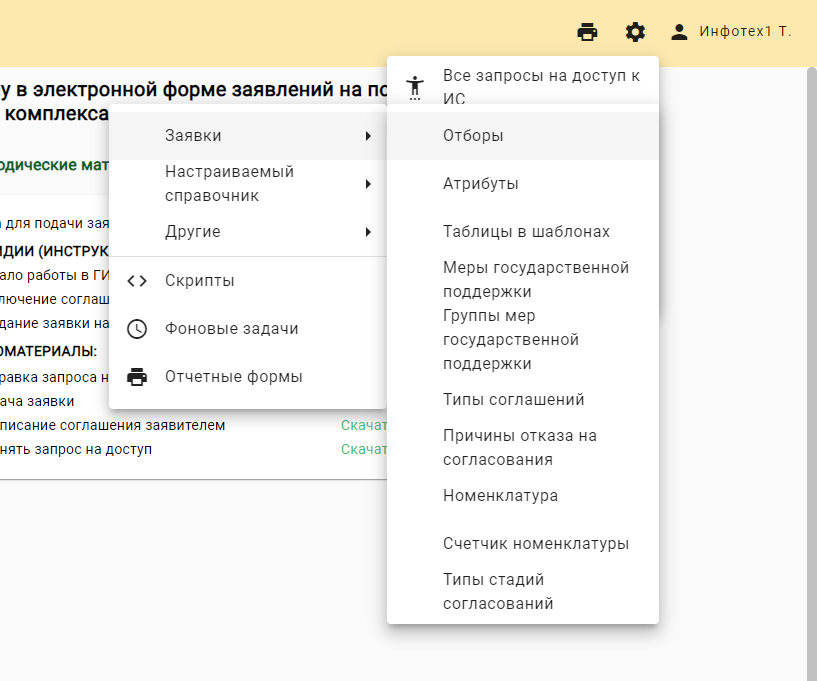 Инфотех1 Т.
у в электронной форме заявлений на по
комплекса
одические мат
для подачи зая
ИДИИ (ИНСТРУК
ало работы в ГИ
лючение соглаш
дание заявки на
ОМАТЕРИАЛЫ:
равка запроса н
ача заявки
писание соглашения заявителем
Скачат
нять запрос на доступ
Скачат
Заявки
Настраиваемый
справочник
Другие
Скрипты
Фоновые задачи
Отчетные формы
Все запросы на доступ к
ИС
Отборы
Атрибуты
Таблицы в шаблонах
Меры государственной
поддержки
Группы мер
государственной
поддержки
Типы соглашений
Причины отказа на
согласования
Номенклатура
Счетчик номенклатуры
Типы стадий
согласований